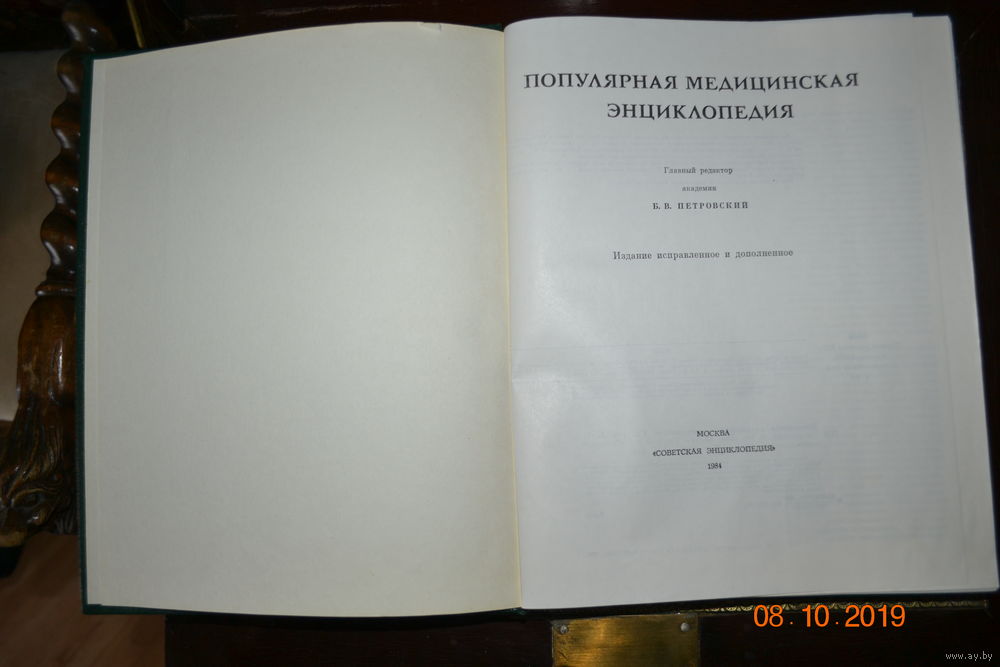 ПОПУЛЯРНАЯ МЕДИЦИНСКАЯ
ЭНЦИКЛОПЕДИЯ
Главный редактор
академик
Б. В. ПЕТРОВСКИЙ
Издание исправленное и дополненное
МОСКВА
«СОВЕТСКАЯ ЭНЦИКЛОПЕДИЯ»
1984
08.10.2019
www.ay.by